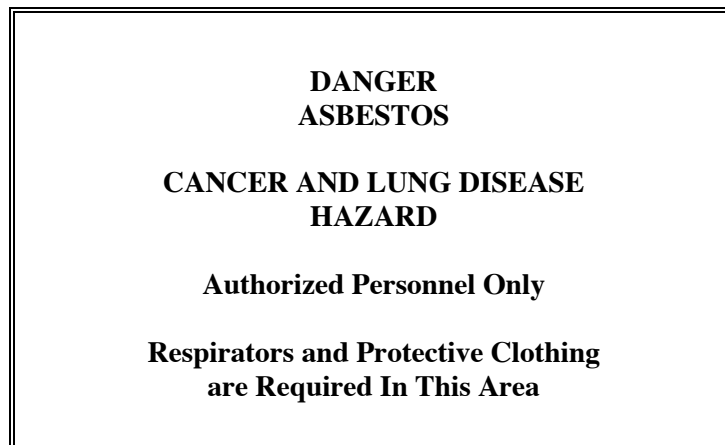 DANGER
ASBESTOS
CANCER AND LUNG DISEASE
HAZARD
Authorized Personnel Only
Respirators and Protective Clothing
are Required In This Area